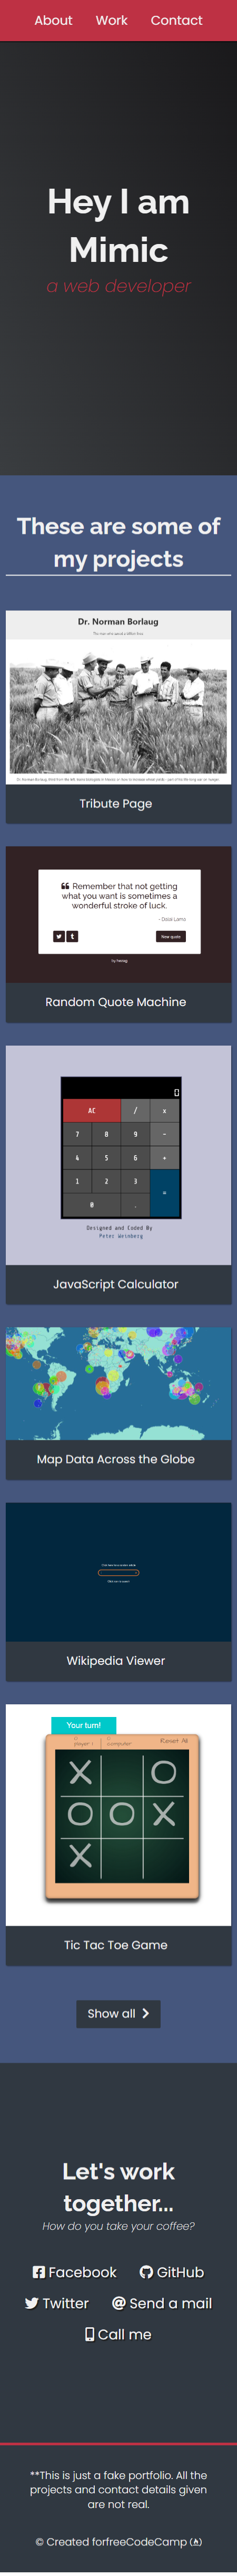 About Work Contact
Hey I am
Mimic
a web developer
These are some of
my projects
Dr. Norman Borlaug
The man who saved a billion lives
Tribute Page
Remember that not getting
what you want is sometimes a
wonderful stroke of luck.
- Dalai Lama
New quote
by hezag
Random Quote Machine
0
AC / x
7 8 9 -
4 5 6 +
1 2 3 =
0 .
Designed and Coded By
Peter Weinberg
JavaScript Calculator
Map Data Across the Globe
Wikipedia Viewer
Your turn!
player 1 computer Reset All
X O
O O X
X
Tic Tac Toe Game
Show all
Let's work
together...
How do you take your coffee?
Facebook GitHub
Twitter @ Send a mail
Call me
**This is just a fake portfolio. All the
projects and contact details given
are not real.
© Created forfreeCodeCamp